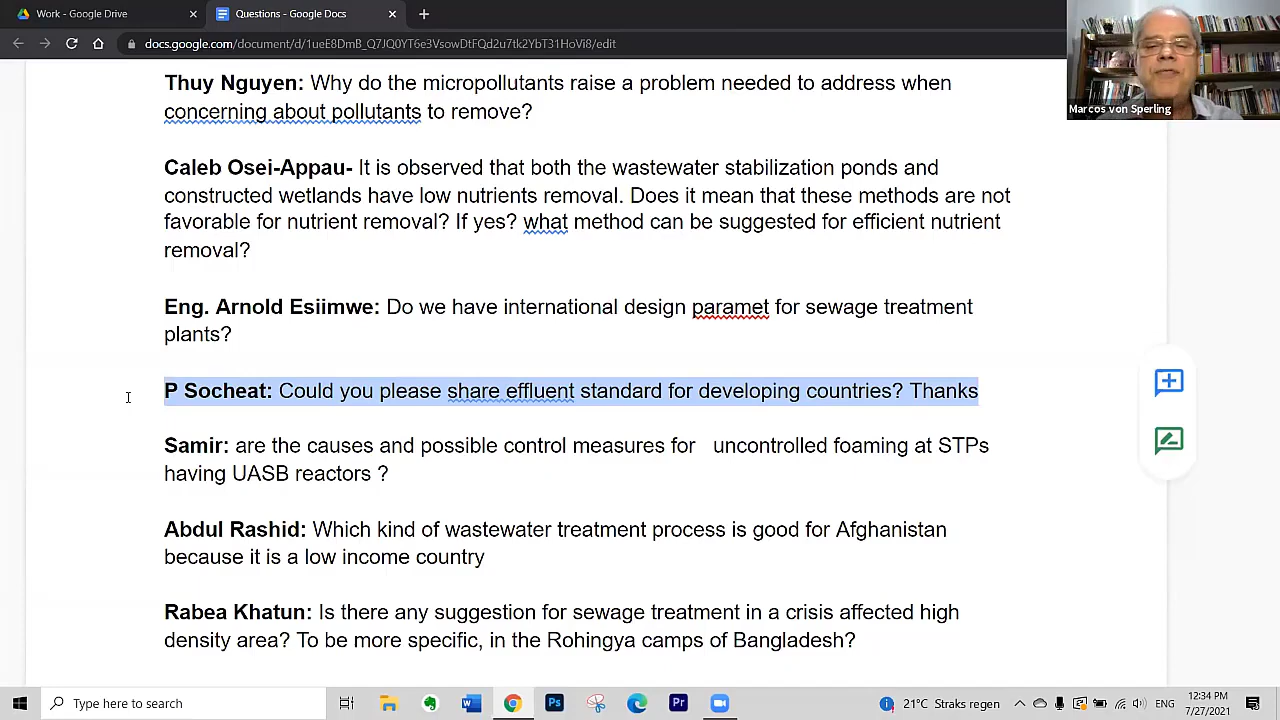 Work - Google Drive
Questions - Google Docs
docs.google.com/document/d/1ueE8DmB_Q7JQ0YT6e3VsowDtFQd2u7tk2YbT31HoVi8/edit
Marcos von Sperling
Thuy Nguyen: Why do the micropollutants raise a problem needed to address when
concerning about pollutants to remove?
Caleb Osei-Appau- It is observed that both the wastewater stabilization ponds and
constructed wetlands have low nutrients removal. Does it mean that these methods are not
favorable for nutrient removal? If yes? what method can be suggested for efficient nutrient
removal?
Eng. Arnold Esiimwe: Do we have international design paramet for sewage treatment
plants?
P Socheat: Could you please share effluent standard for developing countries? Thanks
Samir: are the causes and possible control measures for   uncontrolled foaming at STPs
having UASB reactors ?
Abdul Rashid: Which kind of wastewater treatment process is good for Afghanistan
because it is a low income country
Rabea Khatun: Is there any suggestion for sewage treatment in a crisis affected high
density area? To be more specific, in the Rohingya camps of Bangladesh?
Type here to search
W
Ps
Pr
21°C Straks regen
ENG
12:34 PM
7/27/2021